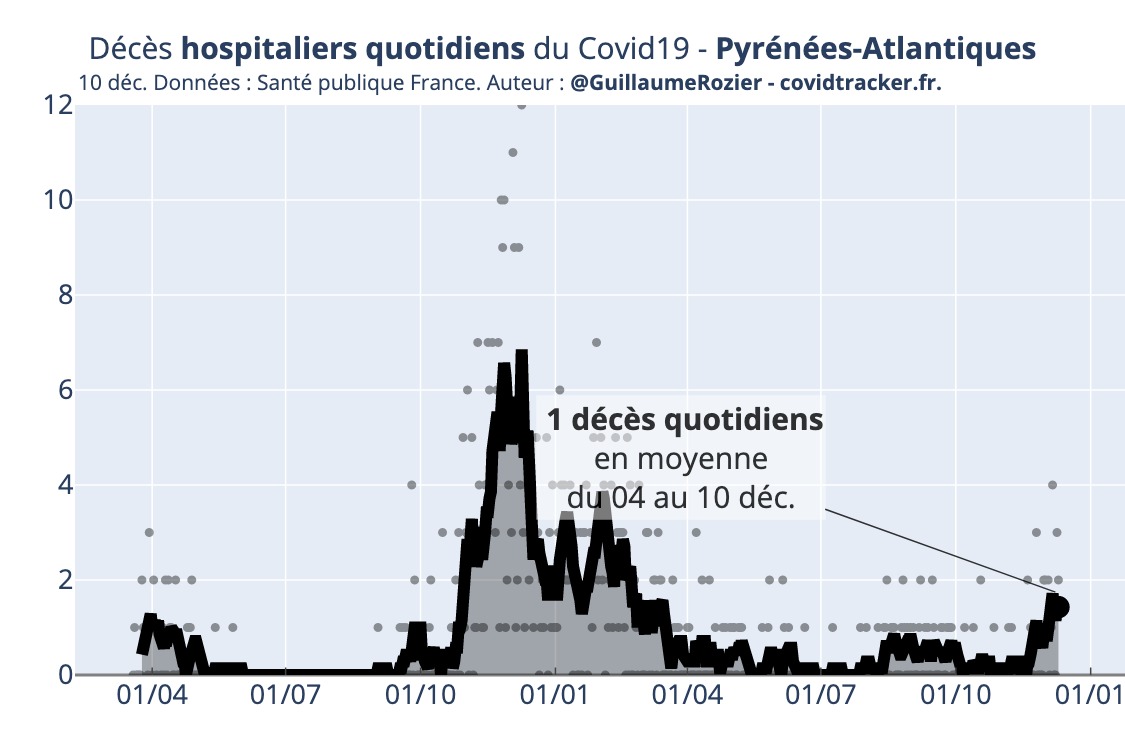 Décès hospitaliers quotidiens du Covid19 - Pyrénées-Atlantiques
10 déc. Données : Santé publique France. Auteur : @GuillaumeRozier - covidtracker.fr.
12
10
8
6
4
2
0
1 décès quotidiens
en moyenne
du 04 au 10 déc.
01/04 01/07 01/10 01/01 01/04 01/07 01/10 01/01